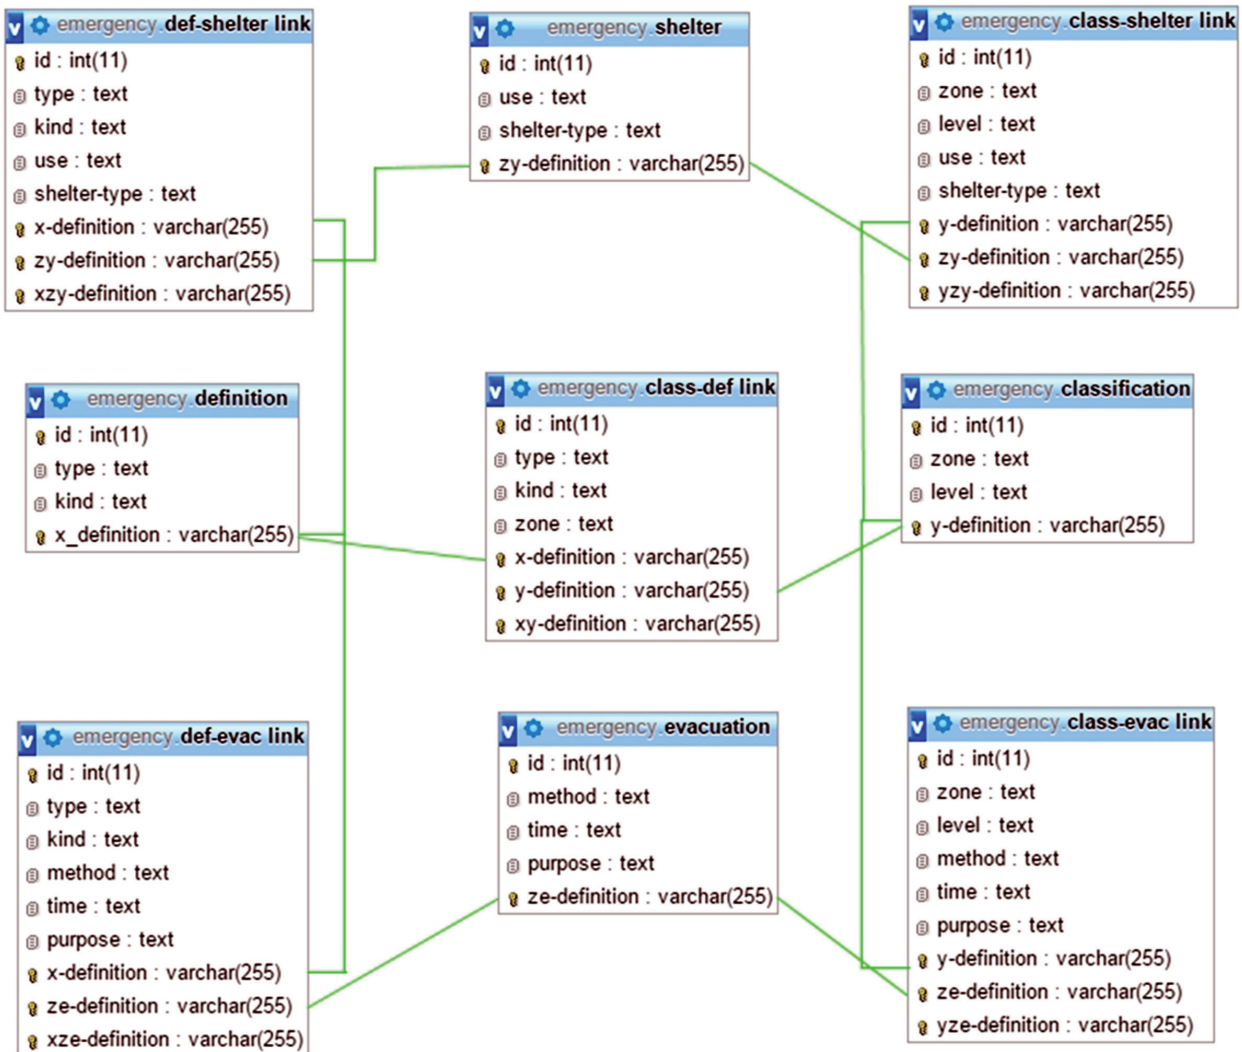 v emergency.def-shelter link
id : int(11)
type : text
kind : text
use : text
shelter-type : text
x-definition : varchar(255)
zy-definition : varchar(255)
xzy-definition : varchar(255)
v emergency.shelter
id : int(11)
use : text
shelter-type : text
zy-definition : varchar(255)
v emergency.class-shelter link
id : int(11)
zone : text
level : text
use : text
shelter-type : text
y-definition : varchar(255)
zy-definition : varchar(255)
yzy-definition : varchar(255)
v emergency.definition
id : int(11)
type : text
kind : text
x_definition : varchar(255)
v emergency.class-def link
id : int(11)
type : text
kind : text
zone : text
x-definition : varchar(255)
y-definition : varchar(255)
xy-definition : varchar(255)
v emergency.classification
id : int(11)
zone : text
level : text
y-definition : varchar(255)
v emergency.def-evac link
id : int(11)
type : text
kind : text
method : text
time : text
purpose : text
x-definition : varchar(255)
ze-definition : varchar(255)
xze-definition : varchar(255)
v emergency.evacuation
id : int(11)
method : text
time : text
purpose : text
ze-definition : varchar(255)
v emergency.class-evac link
id : int(11)
zone : text
level : text
method : text
time : text
purpose : text
y-definition : varchar(255)
ze-definition : varchar(255)
yze-definition : varchar(255)